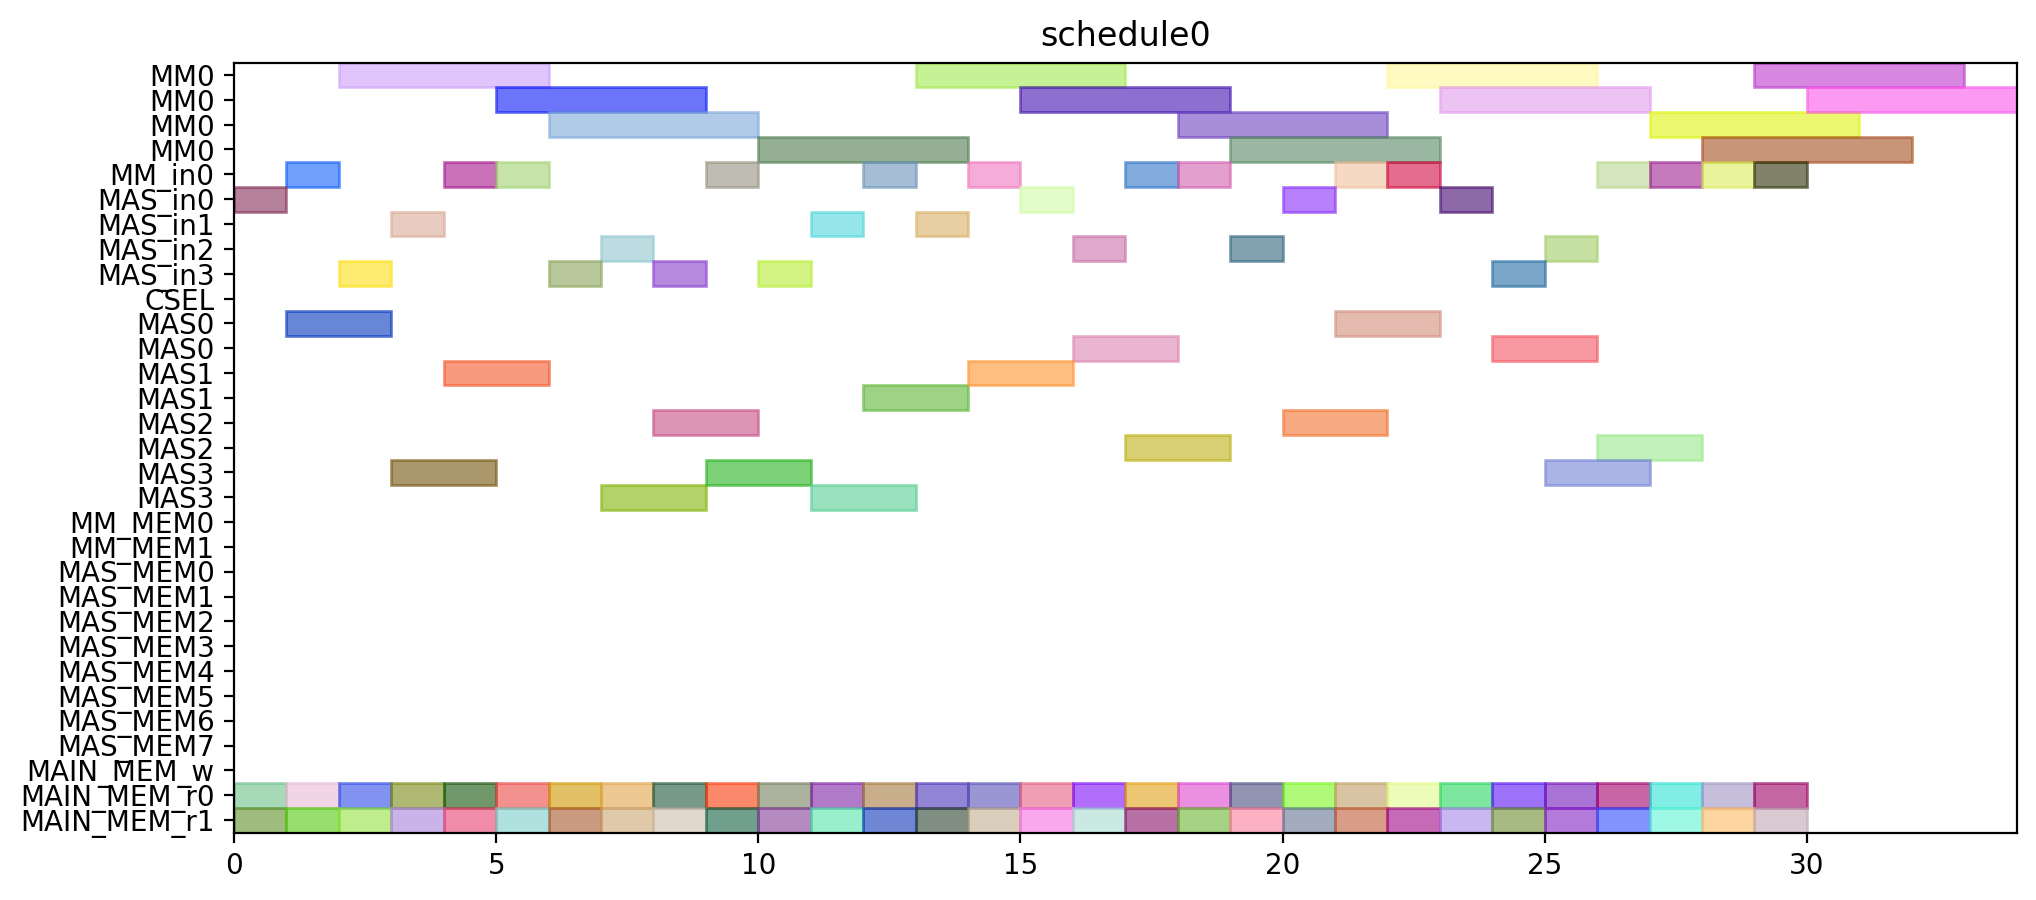 schedule0
MM0
MM0
MM0
MM0
MM_in0
MAS_in0
MAS_in1
MAS_in2
MAS_in3
CSEL
MAS0
MAS0
MAS1
MAS1
MAS2
MAS2
MAS3
MAS3
MM_MEM0
MM_MEM1
MAS_MEM0
MAS_MEM1
MAS_MEM2
MAS_MEM3
MAS_MEM4
MAS_MEM5
MAS_MEM6
MAS_MEM7
MAIN_MEM_w
MAIN_MEM_r0
MAIN_MEM_r1
0 5 10 15 20 25 30